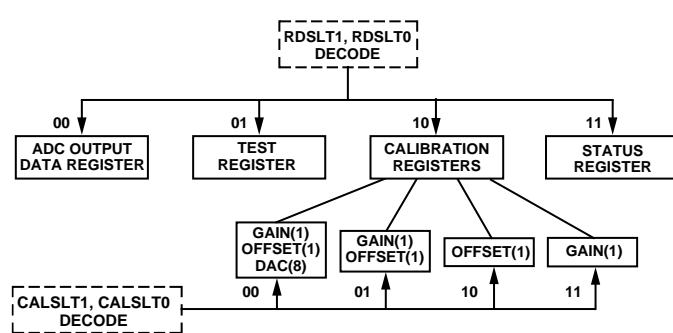 RDSLT1, RDSLT0
DECODE
00
01
10
11
ADC OUTPUT
DATA REGISTER
TEST
REGISTER
CALIBRATION
REGISTERS
STATUS
REGISTER
GAIN(1)
OFFSET(1)
DAC(8)
GAIN(1)
OFFSET(1)
OFFSET(1)
GAIN(1)
00
01
10
11
CALSLT1, CALSLT0
DECODE